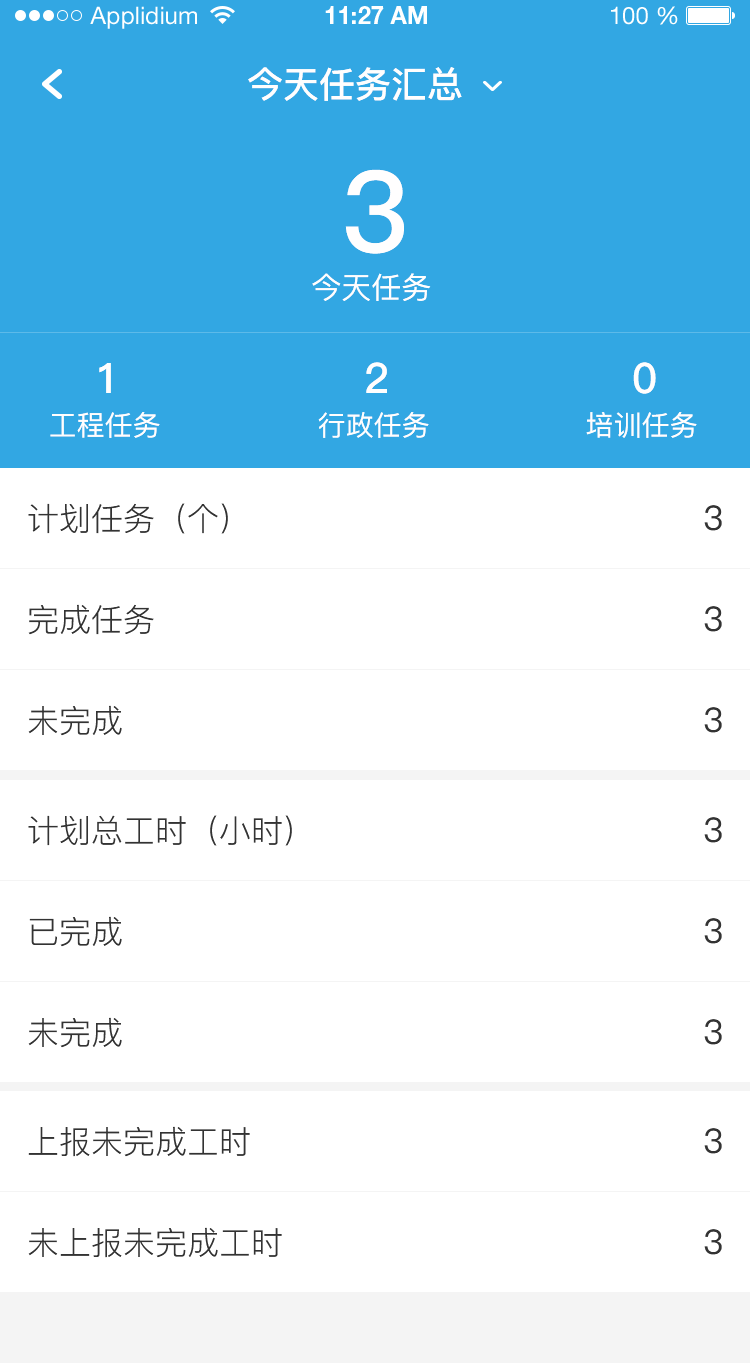 Applidium 11:27 AM 100 %
今天任务汇总
3
今天任务
1 2 0
工程任务 行政任务 培训任务
计划任务（个） 3
完成任务 3
未完成 3
计划总工时（小时） 3
已完成 3
未完成 3
上报未完成工时 3
未上报未完成工时 3